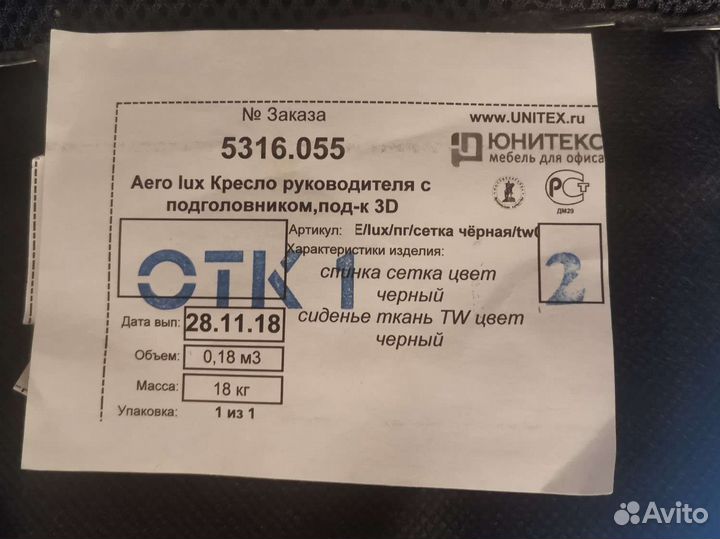 № Заказа
www.UNITEX.ru
5316.055
ЮНИТЕКС
мебель для офиса
Aero lux Кресло руководителя с
подголовником,под-к 3D
РСт
ДМ29
Артикул: E/lux/пг/сетка чёрная/tw
Характеристики изделия:
ОТК 1
2
спинка сетка цвет
черный
сиденье ткань TW цвет
черный
Дата вып: 28.11.18
Объем: 0,18 м3
Масса: 18 кг
Упаковка: 1 из 1
Avito